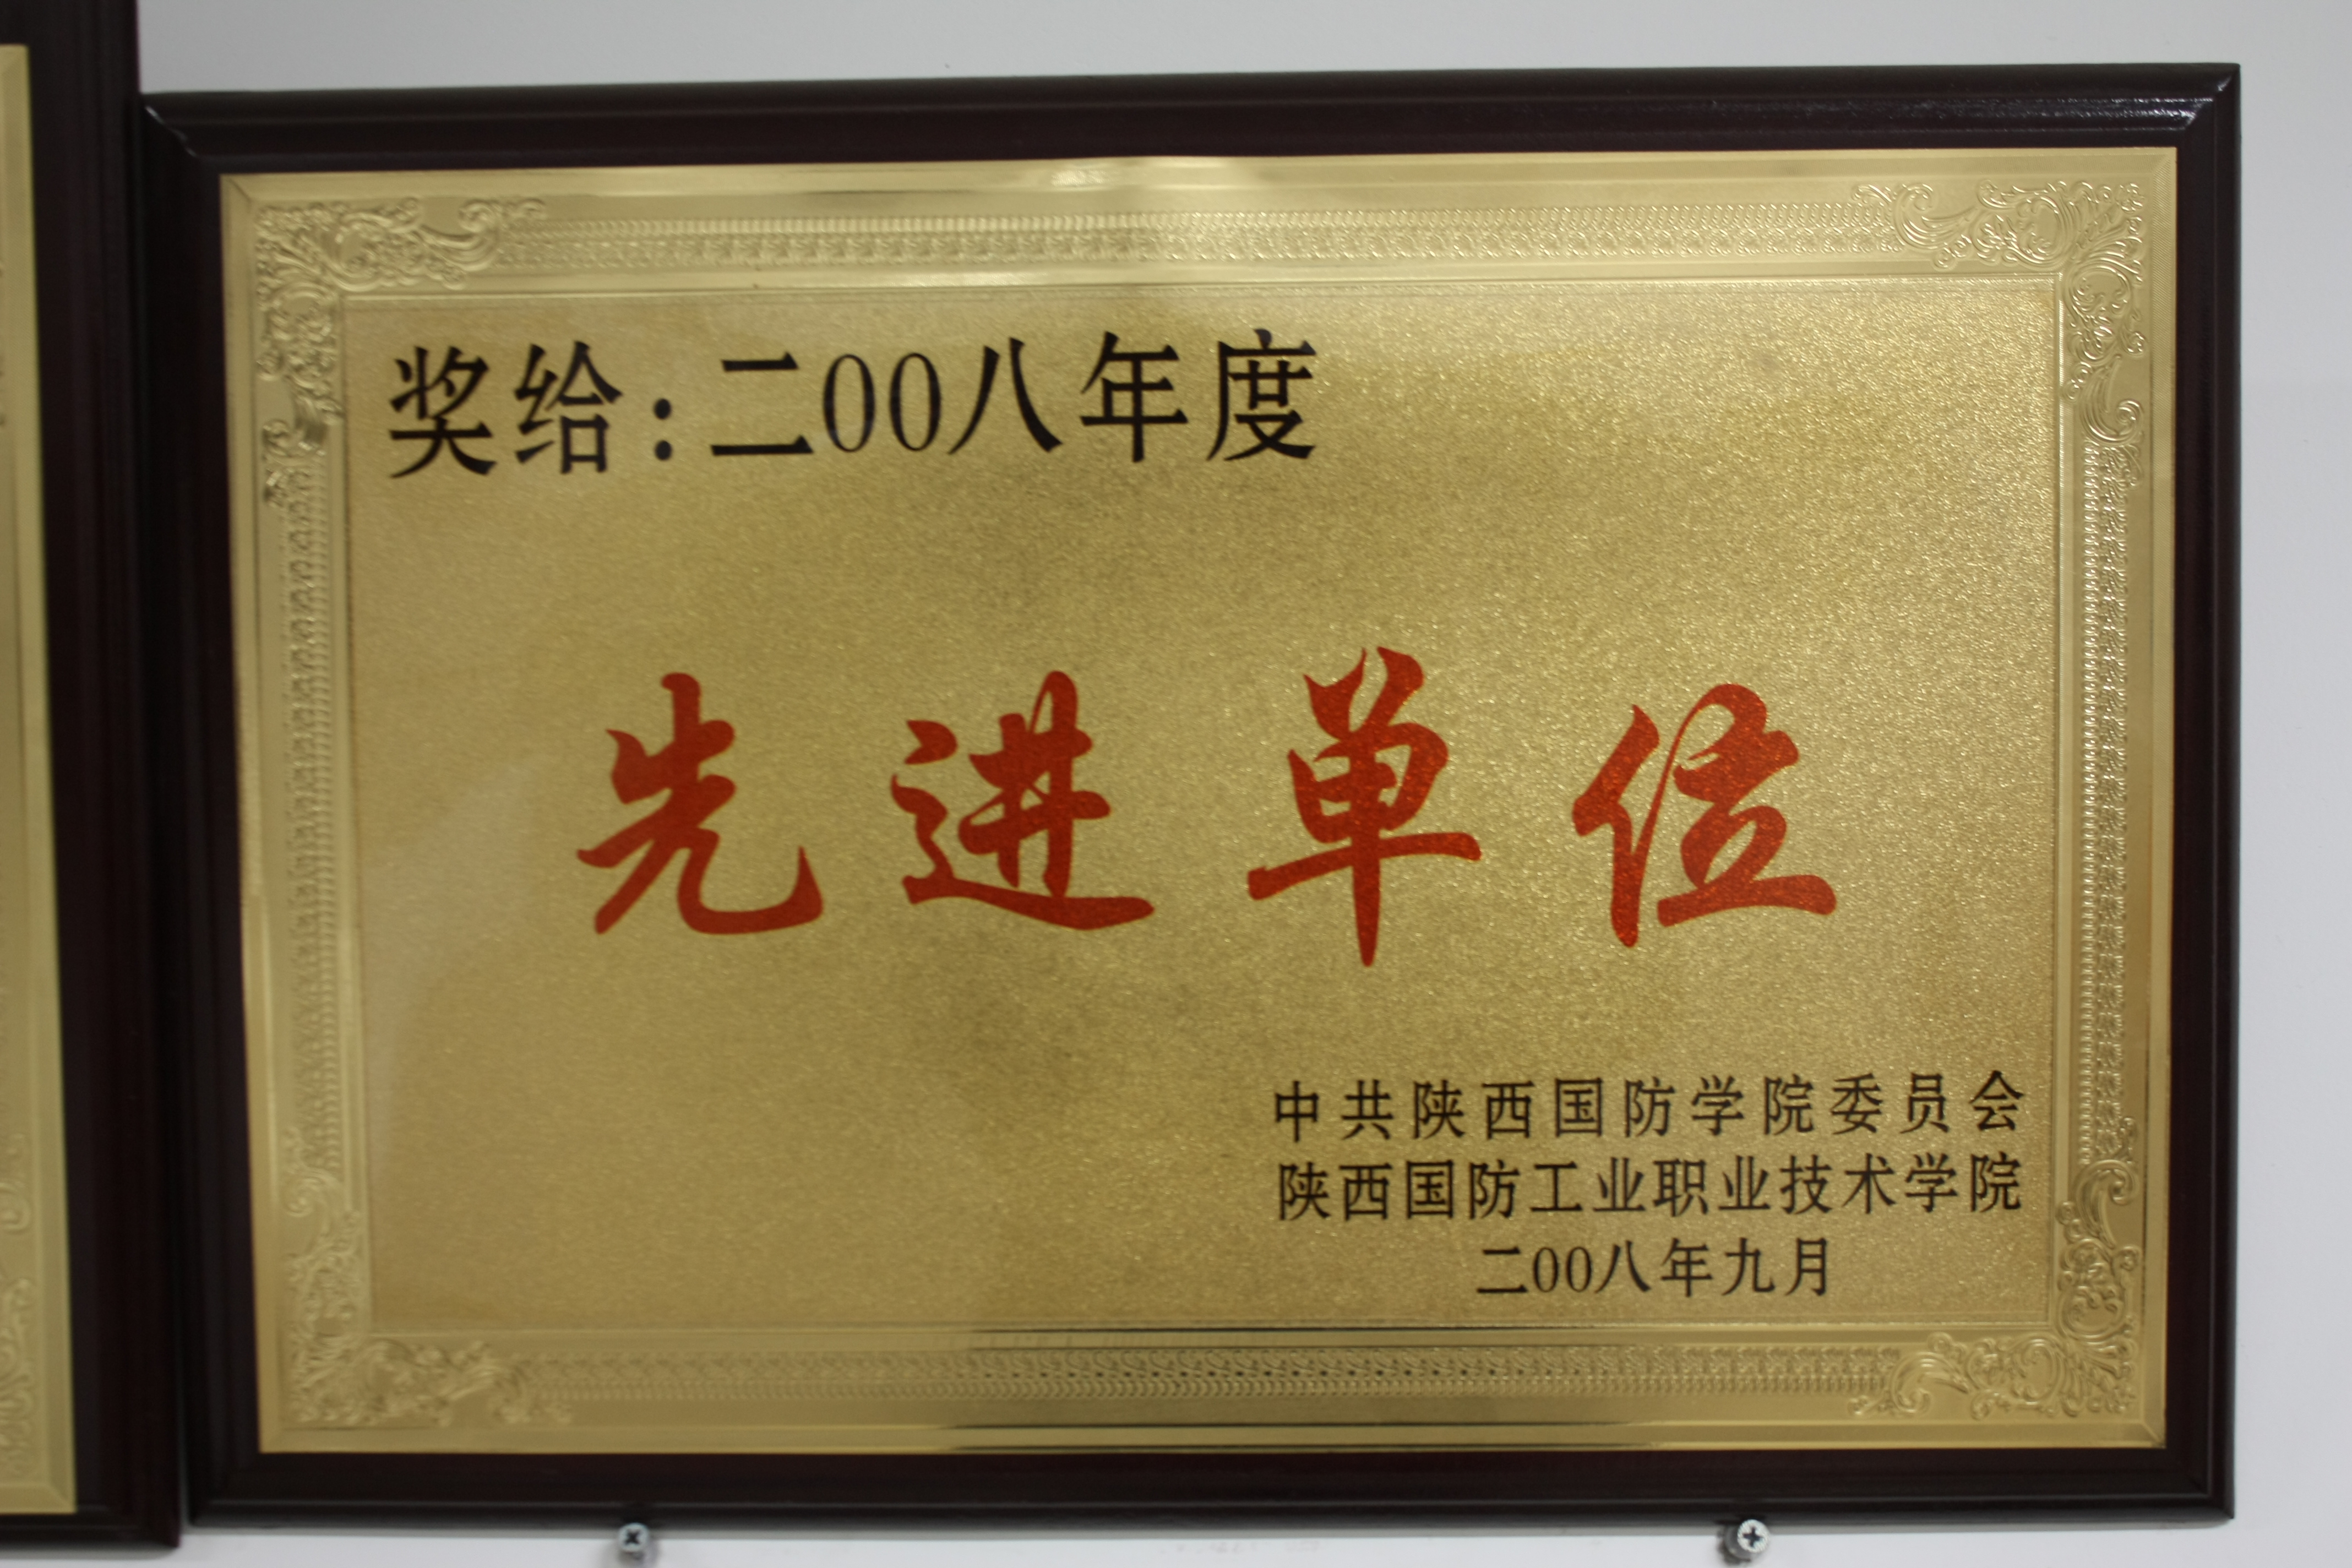 奖给：二00八年度
先进单位
中共陕西国防学院委员会
陕西国防工业职业技术学院
二00八年九月